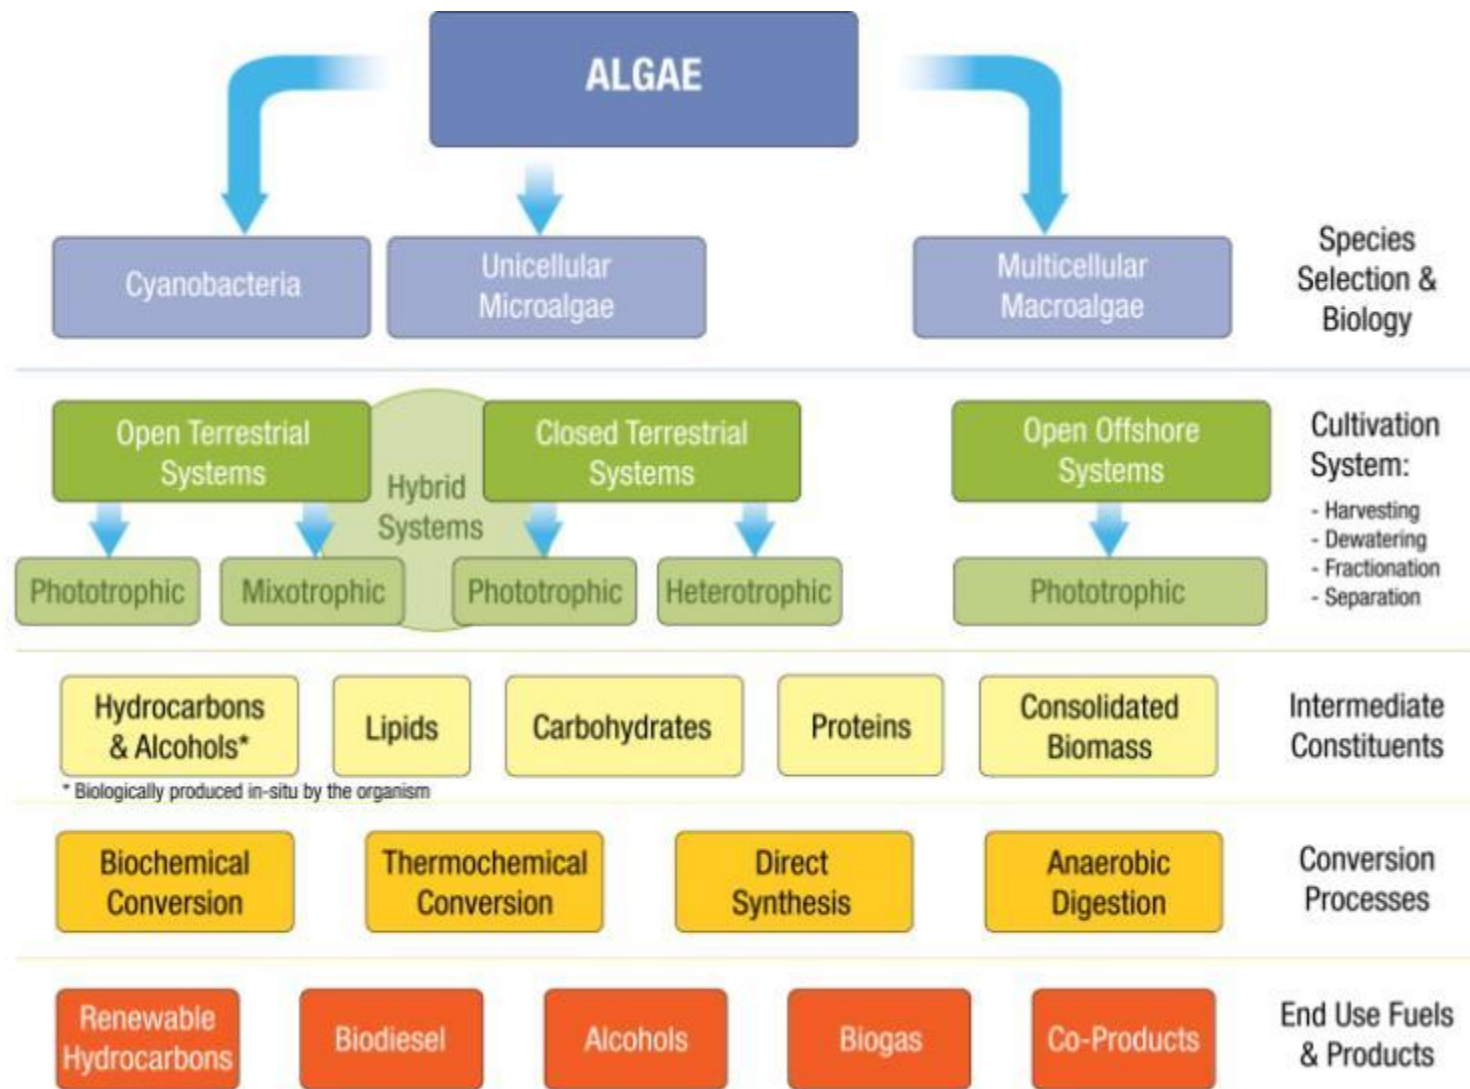 ALGAE
Cyanobacteria
Unicellular
Microalgae
Multicellular
Macroalgae
Species
Selection &
Biology
Open Terrestrial
Systems
Hybrid
Systems
Closed Terrestrial
Systems
Open Offshore
Systems
Cultivation
System:
- Harvesting
- Dewatering
- Fractionation
- Separation
Phototrophic
Mixotrophic
Phototrophic
Heterotrophic
Phototrophic
Hydrocarbons
& Alcohols*
Lipids
Carbohydrates
Proteins
Consolidated
Biomass
Intermediate
Constituents
* Biologically produced in-situ by the organism
Biochemical
Conversion
Thermochemical
Conversion
Direct
Synthesis
Anaerobic
Digestion
Conversion
Processes
Renewable
Hydrocarbons
Biodiesel
Alcohols
Biogas
Co-Products
End Use Fuels
& Products